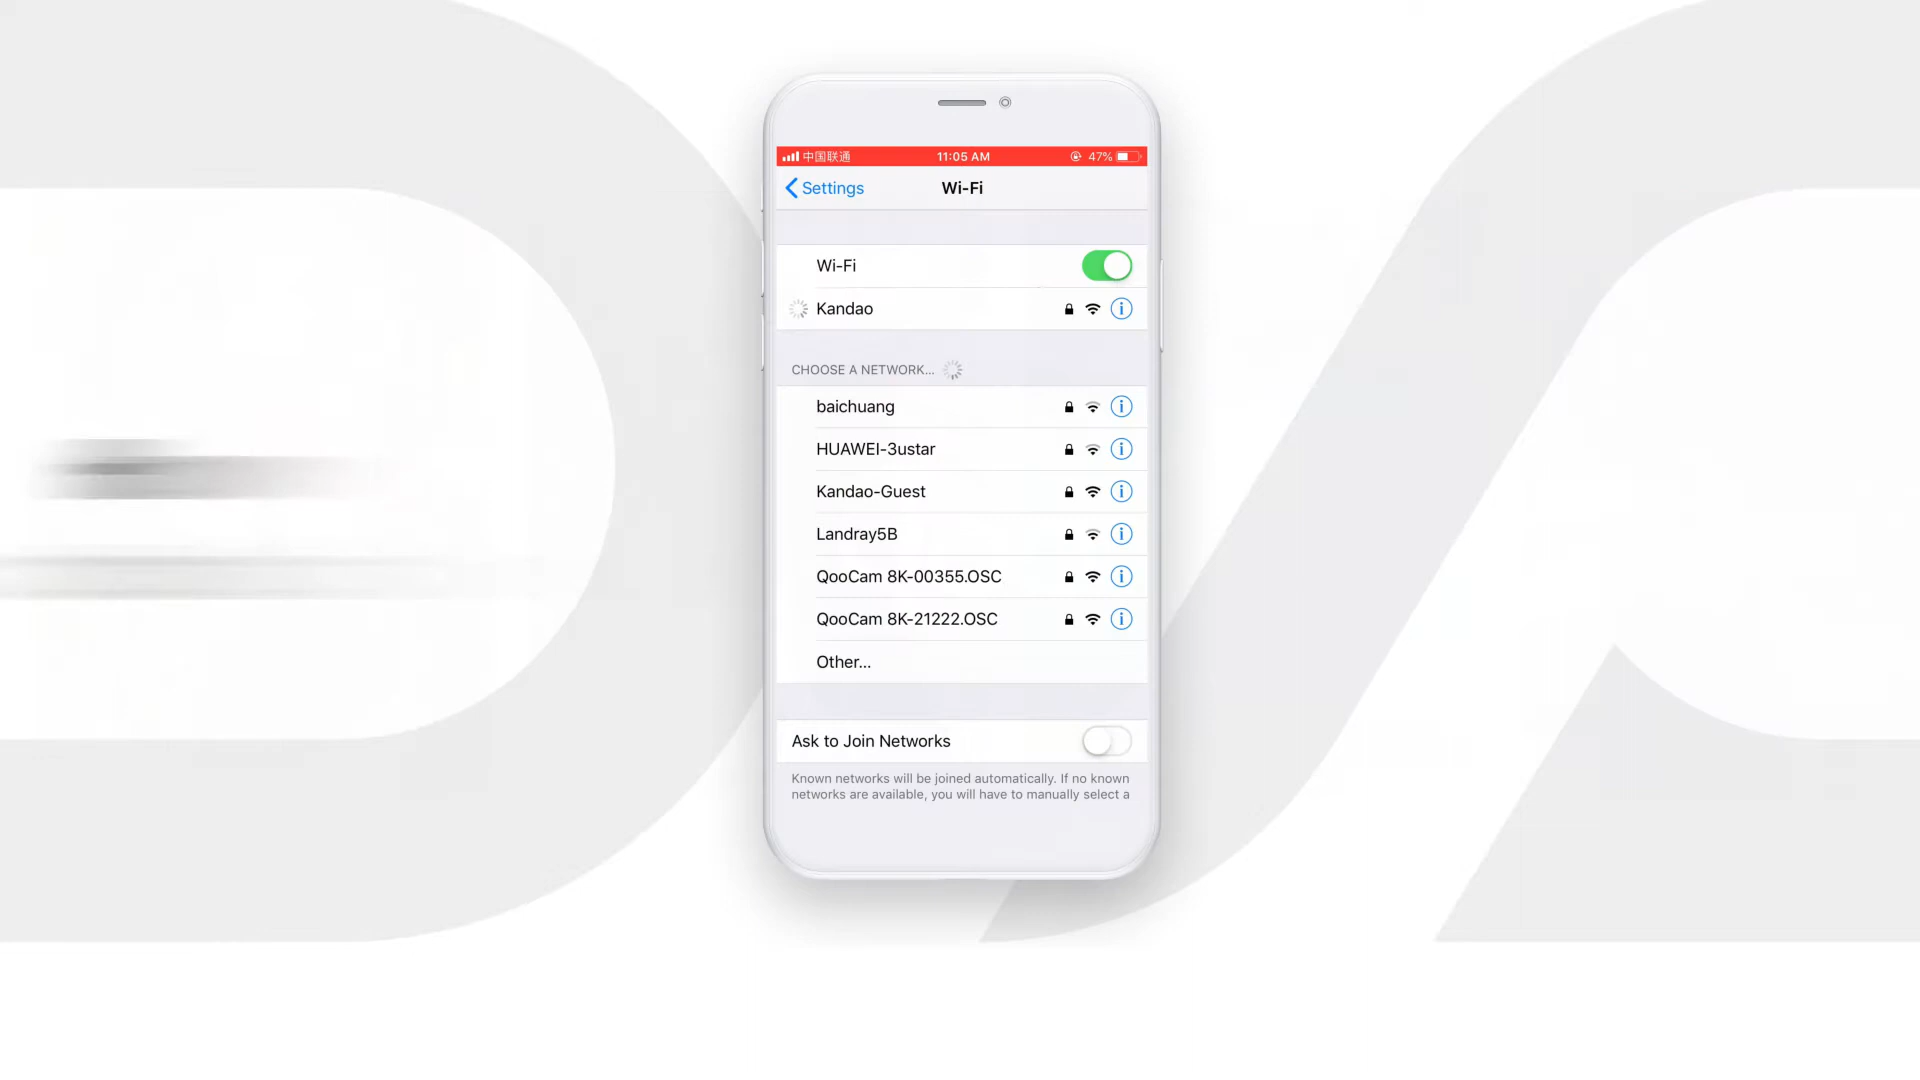 中国联通 11:05 AM 47%
Settings Wi-Fi
Wi-Fi
Kandao
CHOOSE A NETWORK...
baichuang
HUAWEI-3ustar
Kandao-Guest
Landray5B
QooCam 8K-00355.OSC
QooCam 8K-21222.OSC
Other...
Ask to Join Networks
Known networks will be joined automatically. If no known
networks are available, you will have to manually select a